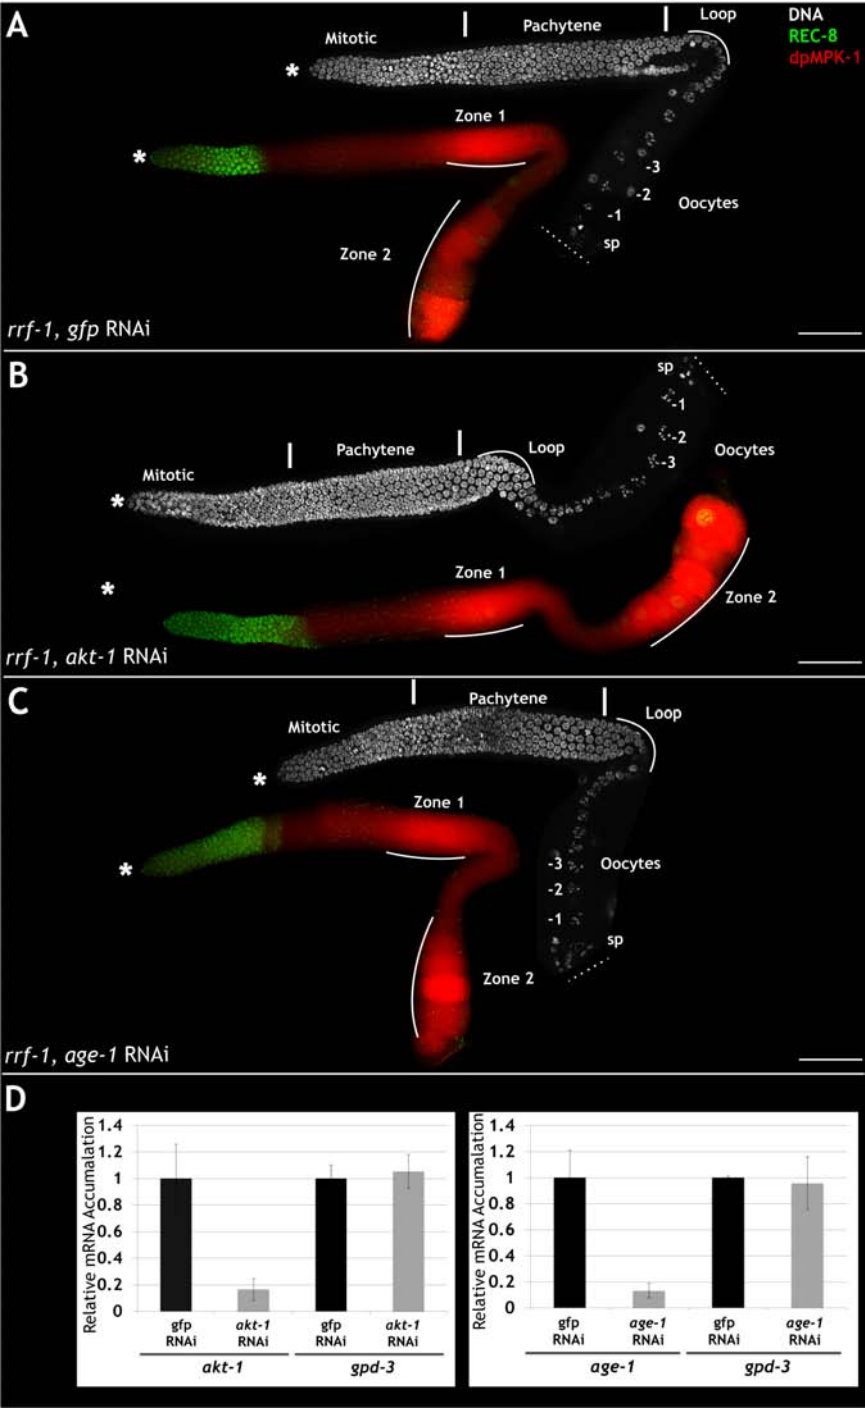 A
Mitotic
Pachytene
Loop
DNA
REC-8
dpMPK-1
*
Zone 1
*
-3
-2
Oocytes
-1
Zone 2
sp
rrf-1, gfp RNAi
B
sp
-1
Pachytene
Loop
-2
Oocytes
Mitotic
-3
*
Zone 1
*
Zone 2
rrf-1, akt-1 RNAi
C
Pachytene
Mitotic
Loop
*
Zone 1
*
-3
Oocytes
-2
-1
sp
Zone 2
rrf-1, age-1 RNAi
D
Relative mRNA Accumalation
1.4
1.2
1
0.8
0.6
0.4
0.2
0
gfp RNAi
akt-1 RNAi
gfp RNAi
akt-1 RNAi
akt-1
gpd-3
Relative mRNA Accumalation
1.4
1.2
1
0.8
0.6
0.4
0.2
0
gfp RNAi
age-1 RNAi
gfp RNAi
age-1 RNAi
age-1
gpd-3